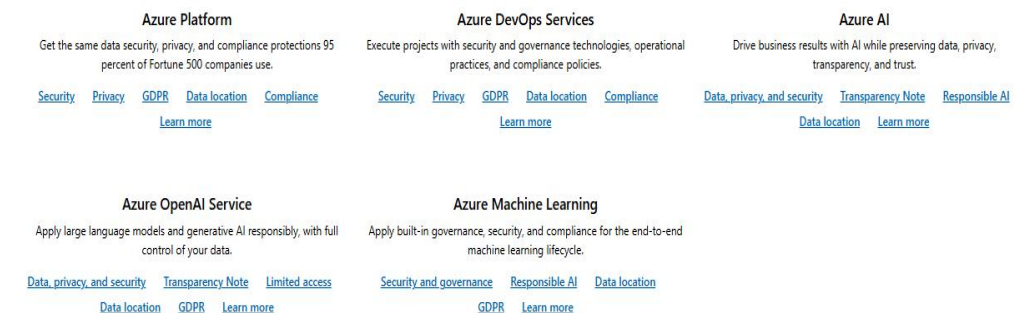 Azure Platform
Get the same data security, privacy, and compliance protections 95
percent of Fortune 500 companies use.
Security Privacy GDPR Data location Compliance
Learn more
Azure DevOps Services
Execute projects with security and governance technologies, operational
practices, and compliance policies.
Security Privacy GDPR Data location Compliance
Learn more
Azure AI
Drive business results with AI while preserving data, privacy,
transparency, and trust.
Data, privacy, and security Transparency Note Responsible AI
Data location Learn more
Azure OpenAI Service
Apply large language models and generative AI responsibly, with full
control of your data.
Data, privacy, and security Transparency Note Limited access
Data location GDPR Learn more
Azure Machine Learning
Apply built-in governance, security, and compliance for the end-to-end
machine learning lifecycle.
Security and governance Responsible AI Data location
GDPR Learn more